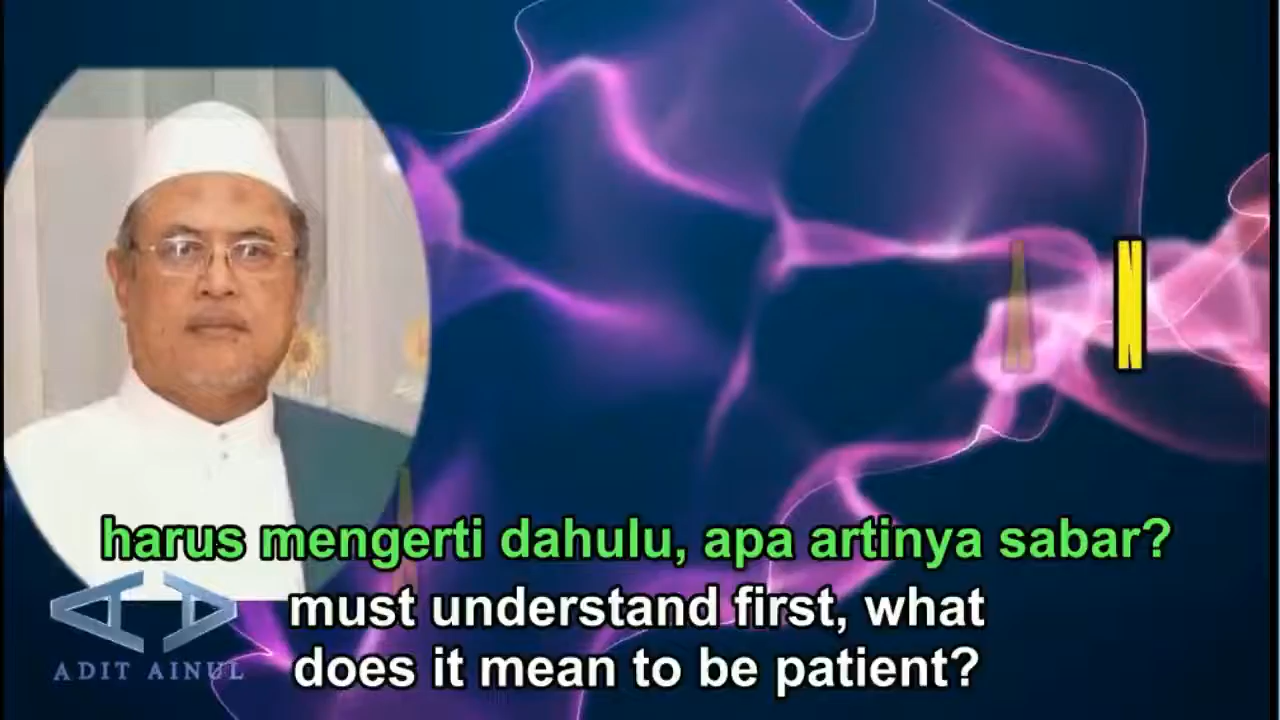 harus mengerti dahulu, apa artinya sabar?
must understand first, what
does it mean to be patient?
ADIT AINUL